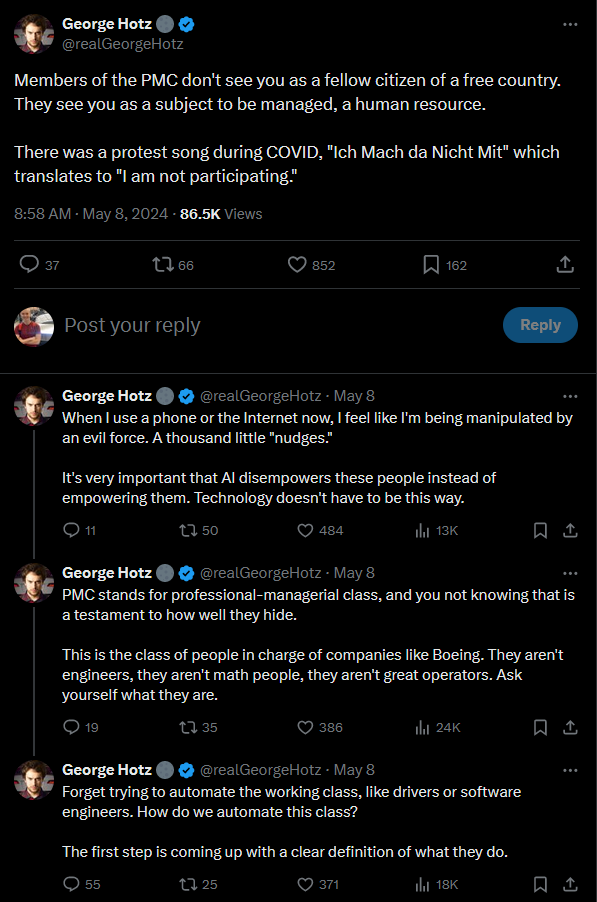 George Hotz
@realGeorgeHotz
Members of the PMC don't see you as a fellow citizen of a free country.
They see you as a subject to be managed, a human resource.
There was a protest song during COVID, "Ich Mach da Nicht Mit" which
translates to "I am not participating."
8:58 AM · May 8, 2024 · 86.5K Views
37 66 852 162
Post your reply Reply
George Hotz @realGeorgeHotz · May 8
When I use a phone or the Internet now, I feel like I'm being manipulated by
an evil force. A thousand little "nudges."
It's very important that AI disempowers these people instead of
empowering them. Technology doesn't have to be this way.
11 50 484 13K
George Hotz @realGeorgeHotz · May 8
PMC stands for professional-managerial class, and you not knowing that is
a testament to how well they hide.
This is the class of people in charge of companies like Boeing. They aren't
engineers, they aren't math people, they aren't great operators. Ask
yourself what they are.
19 35 386 24K
George Hotz @realGeorgeHotz · May 8
Forget trying to automate the working class, like drivers or software
engineers. How do we automate this class?
The first step is coming up with a clear definition of what they do.
55 25 371 18K